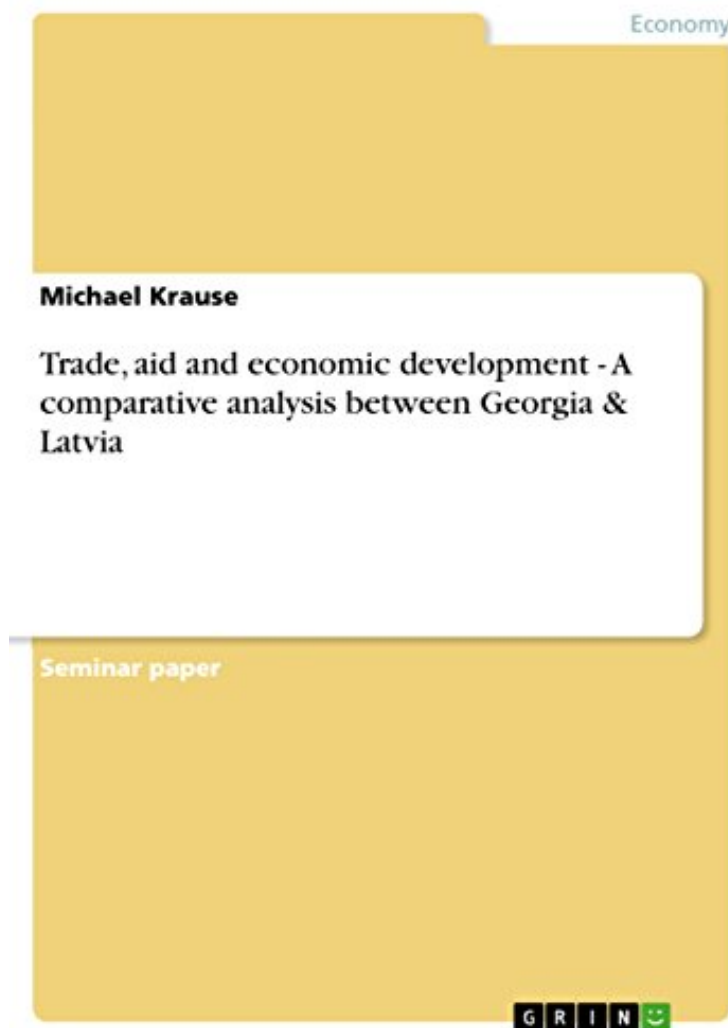 Economy
Michael Krause
Trade, aid and economic development - A
comparative analysis between Georgia &
Latvia
Seminar paper
GRIN